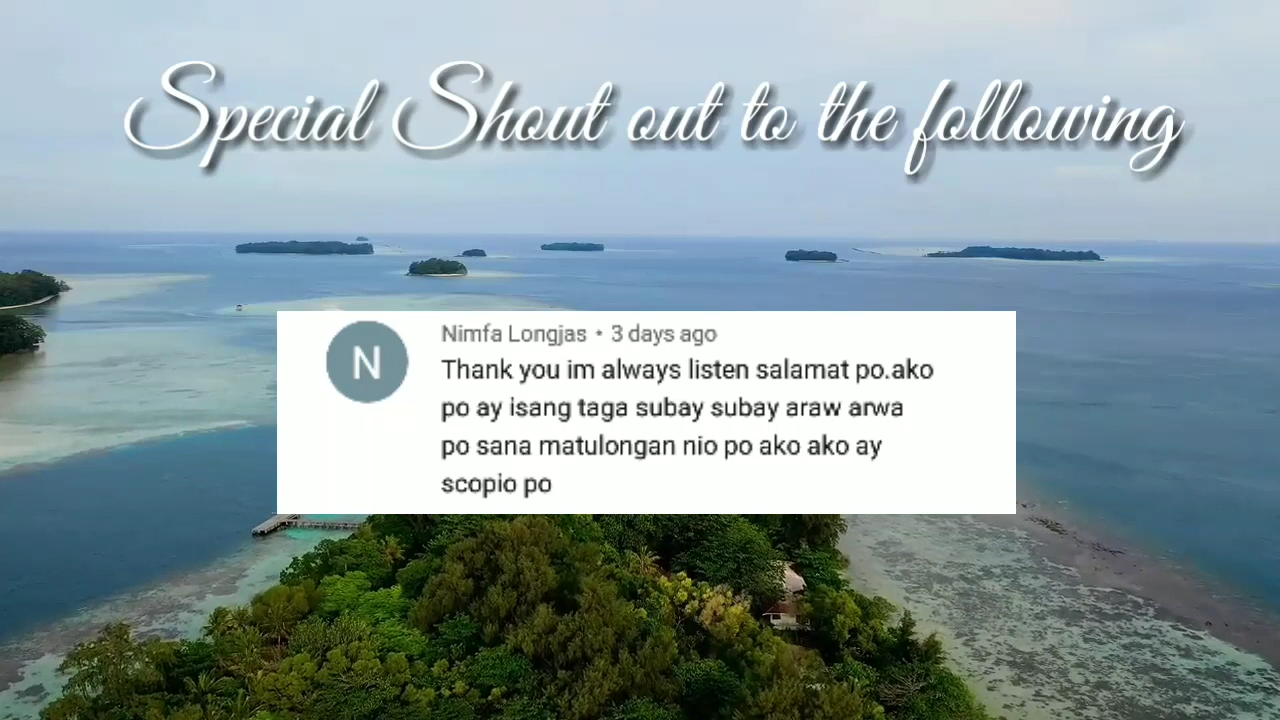 Special Shout out to the following
N
Nimfa Longjas • 3 days ago
Thank you im always listen salamat po.ako
po ay isang taga subay subay araw arwa
po sana matulongan nio po ako ako ay
scopio po